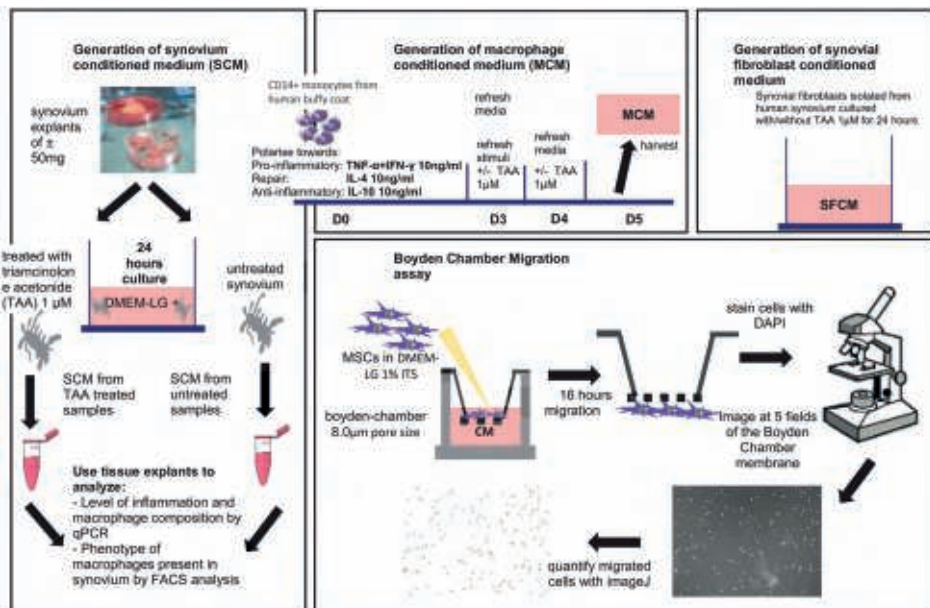 Generation of synovium
conditioned medium (SCM)
synovium
explants
of ±
50mg
treated with
triamcinolon
e acetonide
(TAA) 1 µM
24
hours
culture
DMEM-LG +
untreated
synovium
SCM from
TAA treated
samples
SCM from
untreated
samples
Use tissue explants to
analyze:
- Level of inflammation and
macrophage composition by
qPCR
- Phenotype of
macrophages present in
synovium by FACS analysis
Generation of macrophage
conditioned medium (MCM)
CD14+ monocytes from
human buffy coat
Polarise towards:
Pro-inflammatory: TNF-α+IFN-γ 10ng/ml
Repair: IL-4 10ng/ml
Anti-inflammatory: IL-10 10ng/ml
refresh
media
refresh
stimuli
+/- TAA
1µM
refresh
media
+/- TAA
1µM
MCM
harvest
D0
D3
D4
D5
Generation of synovial
fibroblast conditioned
medium
Synovial fibroblasts isolated from
human synovium cultured
with/without TAA 1µM for 24 hours
SFCM
Boyden Chamber Migration
assay
MSCs in DMEM-
LG 1% ITS
boyden-chamber
8.0µm pore size
CM
16 hours
migration
stain cells with
DAPI
Image at 5 fields
of the Boyden
Chamber
membrane
quantify migrated
cells with imageJ